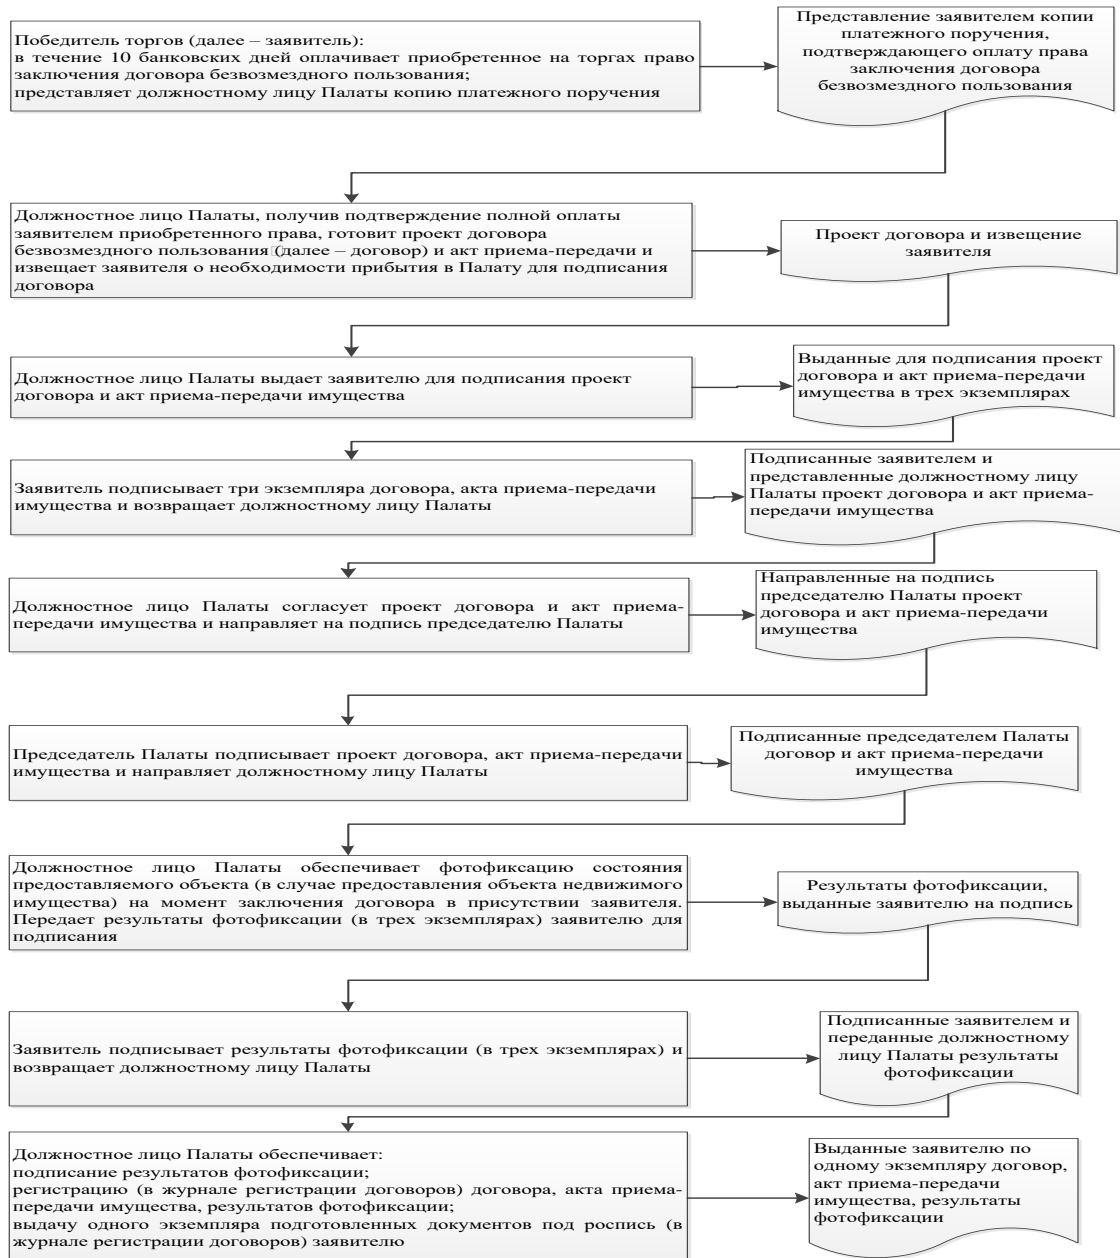 Победитель торгов (далее – заявитель):
в течение 10 банковских дней оплачивает приобретенное на торгах право
заключения договора безвозмездного пользования;
представляет должностному лицу Палаты копию платежного поручения
Представление заявителем копии
платежного поручения,
подтверждающего оплату права
заключения договора
безвозмездного пользования
Должностное лицо Палаты, получив подтверждение полной оплаты
заявителем приобретенного права, готовит проект договора
безвозмездного пользования (далее – договор) и акт приема-передачи и
извещает заявителя о необходимости прибытия в Палату для подписания
договора
Проект договора и извещение
заявителя
Должностное лицо Палаты выдает заявителю для подписания проект
договора и акт приема-передачи имущества
Выданные для подписания проект
договора и акт приема-передачи
имущества в трех экземплярах
Заявитель подписывает три экземпляра договора, акта приема-передачи
имущества и возвращает должностному лицу Палаты
Подписанные заявителем и
представленные должностному лицу
Палаты проект договора и акт приема-
передачи имущества
Должностное лицо Палаты согласует проект договора и акт приема-
передачи имущества и направляет на подпись председателю Палаты
Направленные на подпись
председателю Палаты проект
договора и акт приема-передачи
имущества
Председатель Палаты подписывает проект договора, акт приема-передачи
имущества и направляет должностному лицу Палаты
Подписанные председателем Палаты
договор и акт приема-передачи
имущества
Должностное лицо Палаты обеспечивает фотофиксацию состояния
предоставляемого объекта (в случае предоставления объекта недвижимого
имущества) на момент заключения договора в присутствии заявителя.
Передает результаты фотофиксации (в трех экземплярах) заявителю для
подписания
Результаты фотофиксации,
выданные заявителю на подпись
Заявитель подписывает результаты фотофиксации (в трех экземплярах) и
возвращает должностному лицу Палаты
Подписанные заявителем и
переданные должностному
лицу Палаты результаты
фотофиксации
Должностное лицо Палаты обеспечивает:
подписание результатов фотофиксации;
регистрацию (в журнале регистрации договоров) договора, акта приема-
передачи имущества, результатов фотофиксации;
выдачу одного экземпляра подготовленных документов под роспись (в
журнале регистрации договоров) заявителю
Выданные заявителю по
одному экземпляру договор,
акт приема-передачи
имущества, результаты
фотофиксации